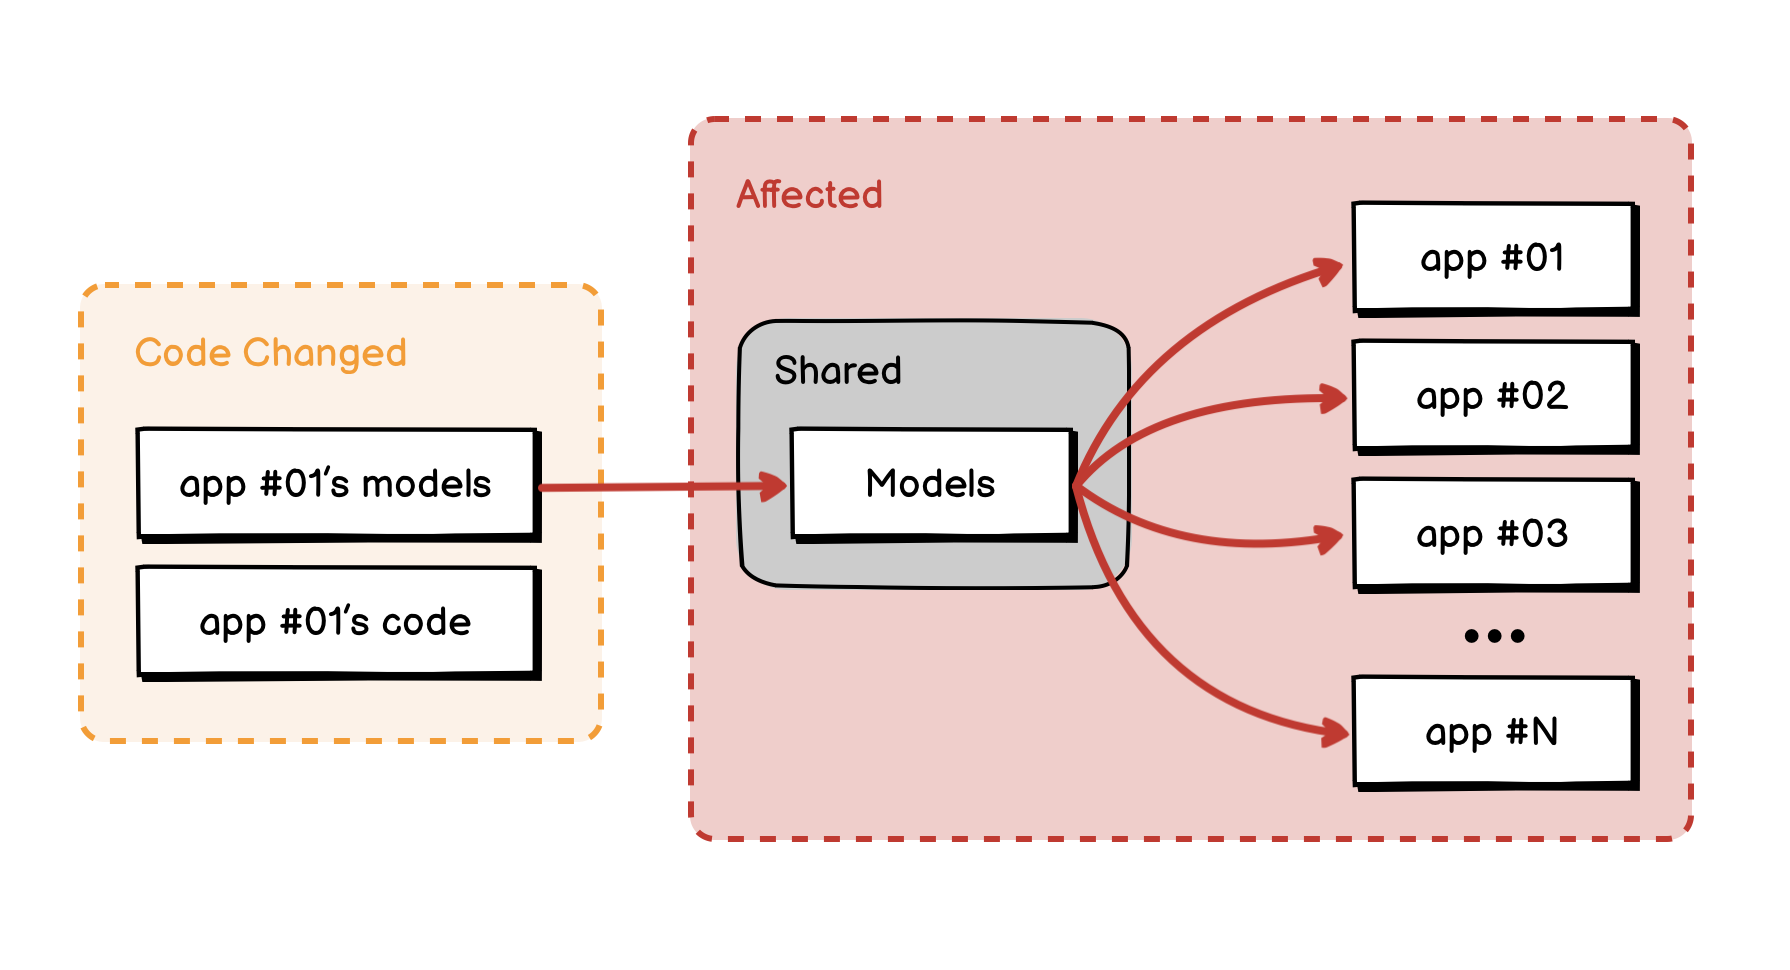 Code Changed
app #01's models
app #01's code
Affected
Shared
Models
app #01
app #02
app #03
...
app #N